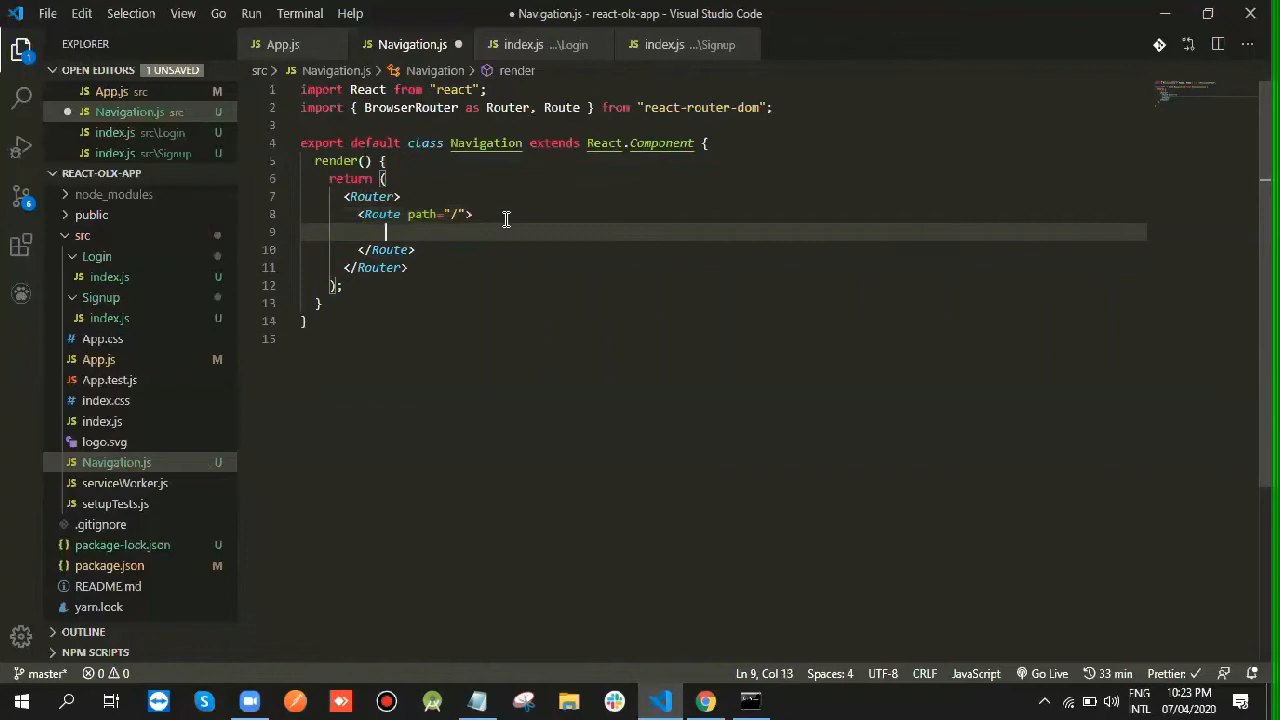 File Edit Selection View Go Run Terminal Help
● Navigation.js - react-olx-app - Visual Studio Code
EXPLORER
OPEN EDITORS 1 UNSAVED
JS App.js src M
JS Navigation.js src U
JS index.js src\Login U
JS index.js src\Signup U
REACT-OLX-APP
node_modules
public
src
Login
JS index.js U
Signup
JS index.js U
# App.css
JS App.js M
JS App.test.js
# index.css
JS index.js
logo.svg
JS Navigation.js U
JS serviceWorker.js
JS setupTests.js
.gitignore
{} package-lock.json U
{} package.json M
README.md
yarn.lock
OUTLINE
NPM SCRIPTS
JS App.js JS Navigation.js ● JS index.js ...\Login JS index.js ...\Signup
src > JS Navigation.js > Navigation > render
1 import React from "react";
2 import { BrowserRouter as Router, Route } from "react-router-dom";
3
4 export default class Navigation extends React.Component {
5 render() {
6 return (
7 <Router>
8 <Route path="/">
9
10 </Route>
11 </Router>
12 );
13 }
14 }
15
1
6
master* 0 0 Ln 9, Col 13 Spaces: 4 UTF-8 CRLF JavaScript Go Live 33 min Prettier: ✓
ENG
INTL
10:23 PM
07/04/2020